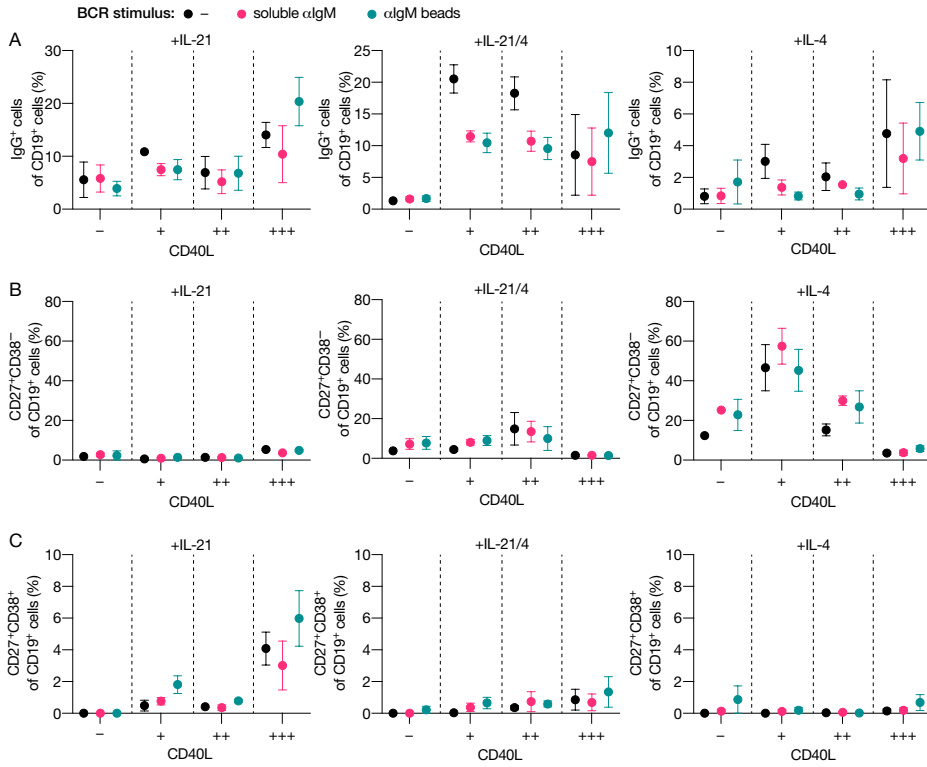 BCR stimulus: – soluble αIgM αIgM beads
A
+IL-21 +IL-21/4 +IL-4
IgG⁺ cells
of CD19⁺ cells (%)
30
20
10
0
– + ++ +++
CD40L
IgG⁺ cells
of CD19⁺ cells (%)
25
20
15
10
5
0
– + ++ +++
CD40L
IgG⁺ cells
of CD19⁺ cells (%)
10
8
6
4
2
0
– + ++ +++
CD40L
B
+IL-21 +IL-21/4 +IL-4
CD27⁺CD38⁻
of CD19⁺ cells (%)
80
60
40
20
0
– + ++ +++
CD40L
CD27⁺CD38⁻
of CD19⁺ cells (%)
80
60
40
20
0
– + ++ +++
CD40L
CD27⁺CD38⁻
of CD19⁺ cells (%)
80
60
40
20
0
– + ++ +++
CD40L
C
+IL-21 +IL-21/4 +IL-4
CD27⁺CD38⁺
of CD19⁺ cells (%)
10
8
6
4
2
0
– + ++ +++
CD40L
CD27⁺CD38⁺
of CD19⁺ cells (%)
10
8
6
4
2
0
– + ++ +++
CD40L
CD27⁺CD38⁺
of CD19⁺ cells (%)
10
8
6
4
2
0
– + ++ +++
CD40L